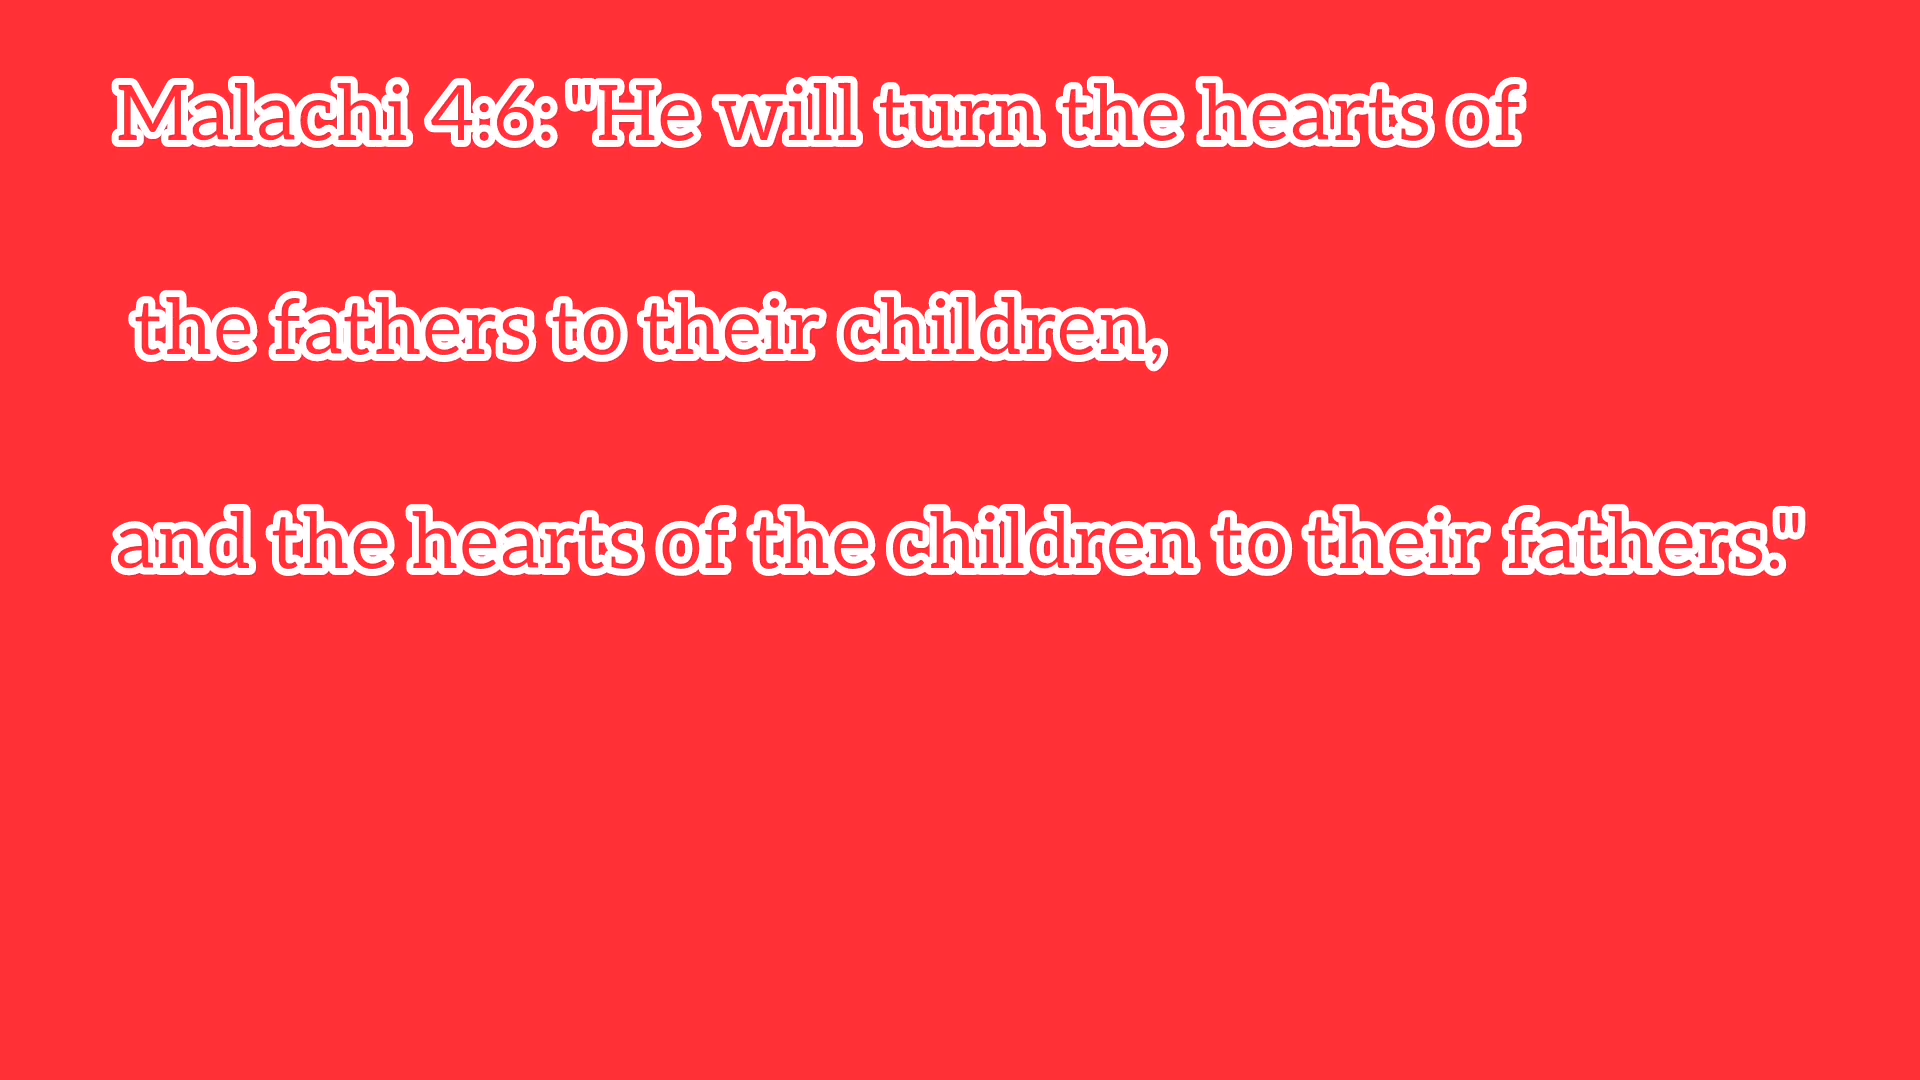 Malachi 4:6: "He will turn the hearts of
the fathers to their children,
and the hearts of the children to their fathers."